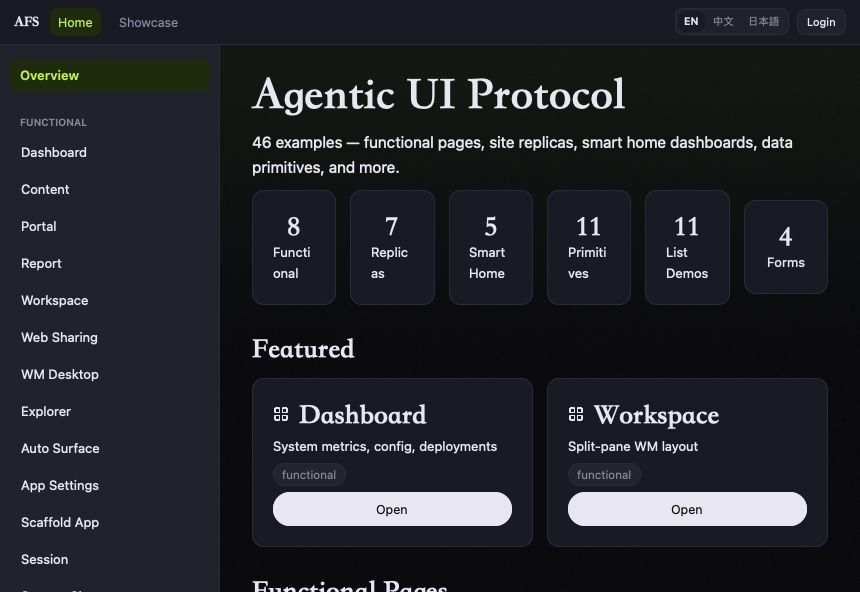 AFS Home Showcase EN 中文 日本語 Login
Overview
FUNCTIONAL
Dashboard
Content
Portal
Report
Workspace
Web Sharing
WM Desktop
Explorer
Auto Surface
App Settings
Scaffold App
Session
Agentic UI Protocol
46 examples — functional pages, site replicas, smart home dashboards, data
primitives, and more.
8
Functi
onal
7
Replic
as
5
Smart
Home
11
Primiti
ves
11
List
Demos
4
Forms
Featured
Dashboard
System metrics, config, deployments
functional
Open
Workspace
Split-pane WM layout
functional
Open
Functional Pages